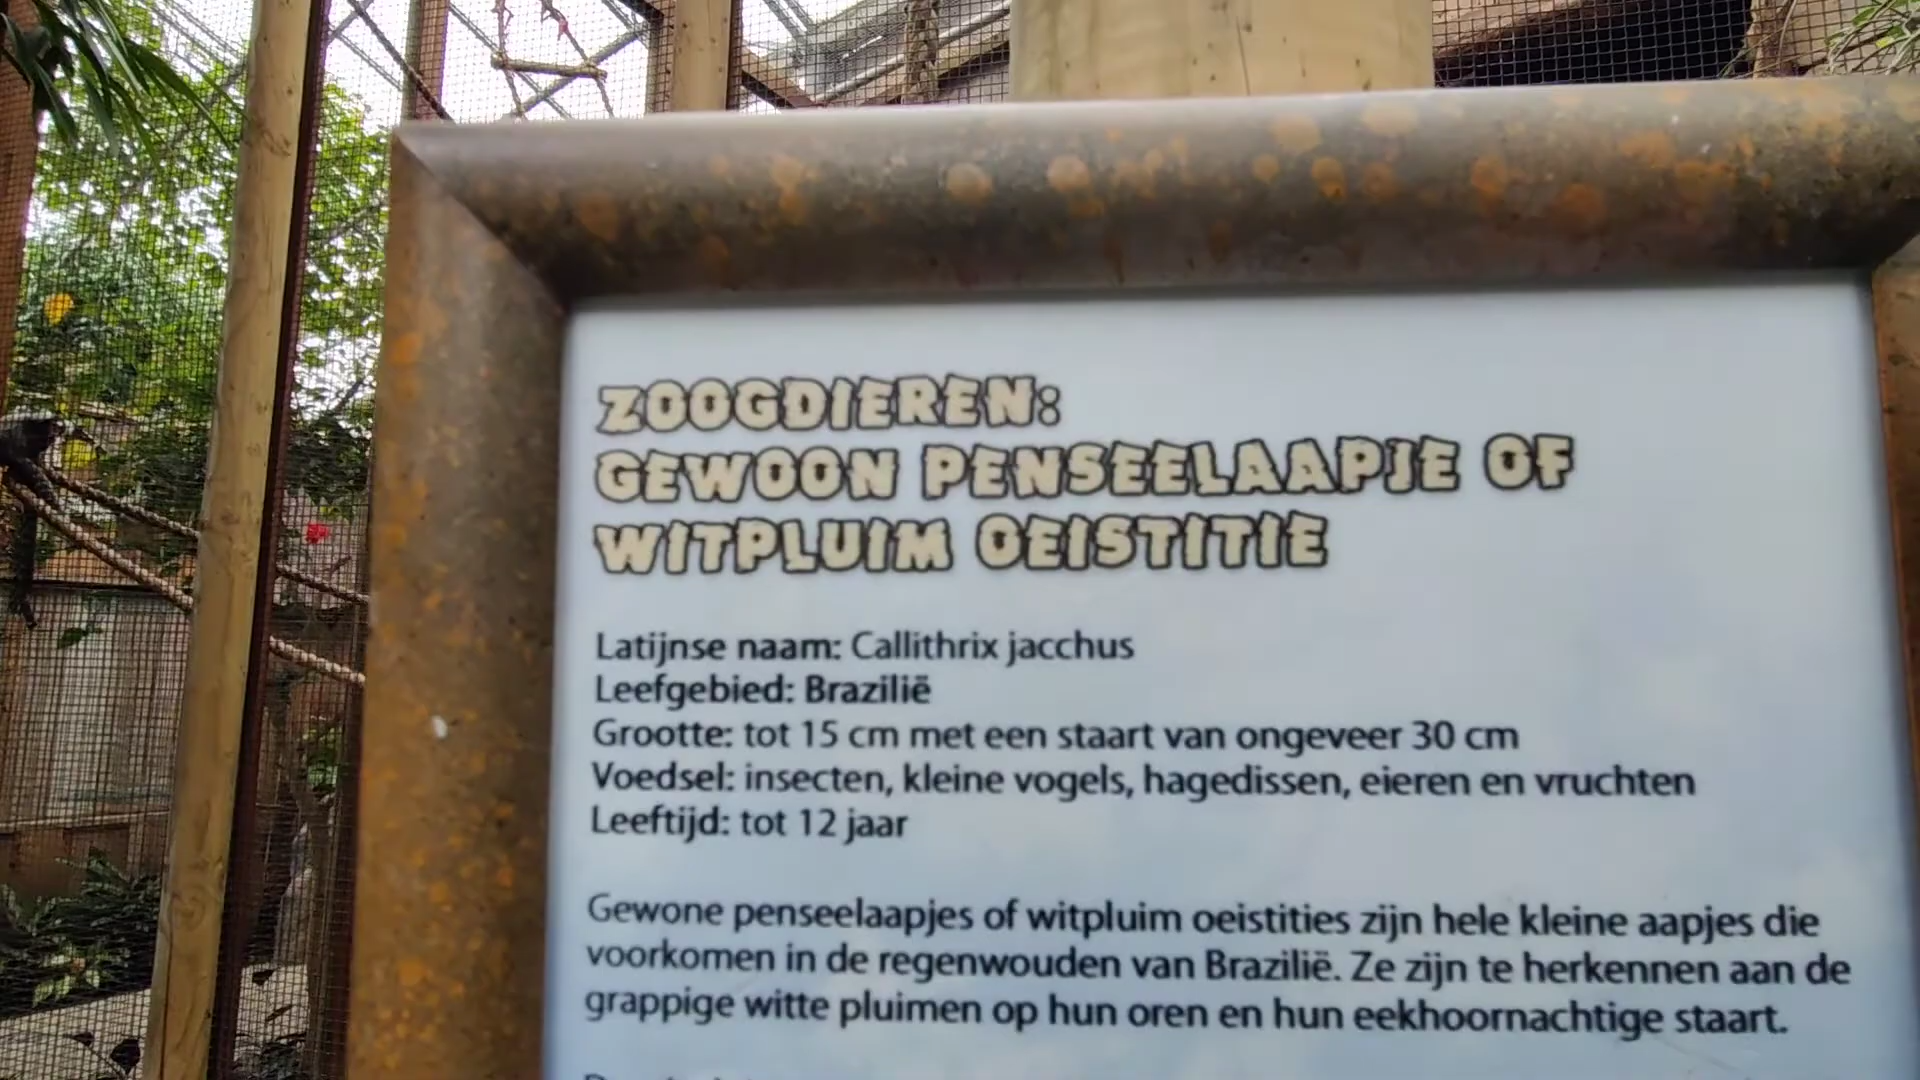 ZOOGDIEREN:
GEWOON PENSEELAAPJE OF
WITPLUIM OEISTITIE
Latijnse naam: Callithrix jacchus
Leefgebied: Brazilië
Grootte: tot 15 cm met een staart van ongeveer 30 cm
Voedsel: insecten, kleine vogels, hagedissen, eieren en vruchten
Leeftijd: tot 12 jaar
Gewone penseelaapjes of witpluim oeistities zijn hele kleine aapjes die
voorkomen in de regenwouden van Brazilië. Ze zijn te herkennen aan de
grappige witte pluimen op hun oren en hun eekhoornachtige staart.